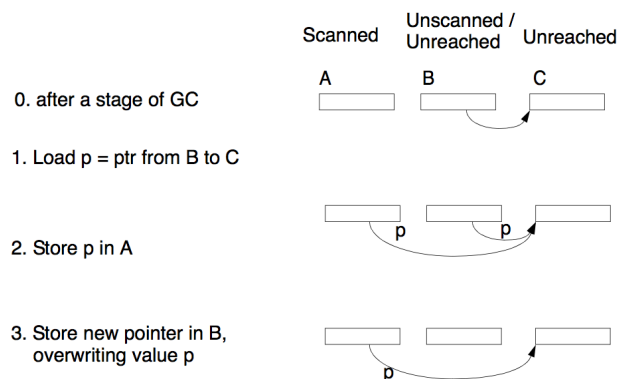 Scanned
Unscanned /
Unreached
Unreached
A
B
C
0. after a stage of GC
1. Load p = ptr from B to C
p
p
2. Store p in A
3. Store new pointer in B,
overwriting value p
p